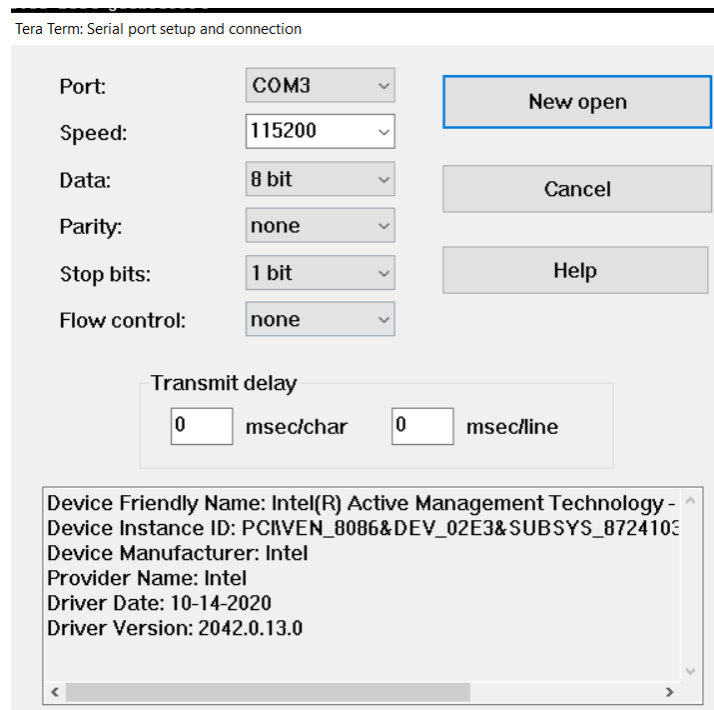 Tera Term: Serial port setup and connection
Port: COM3 New open
Speed: 115200
Data: 8 bit Cancel
Parity: none
Stop bits: 1 bit Help
Flow control: none
Transmit delay
0 msec/char 0 msec/line
Device Friendly Name: Intel(R) Active Management Technology -
Device Instance ID: PCI\VEN_8086&DEV_02E3&SUBSYS_8724103
Device Manufacturer: Intel
Provider Name: Intel
Driver Date: 10-14-2020
Driver Version: 2042.0.13.0